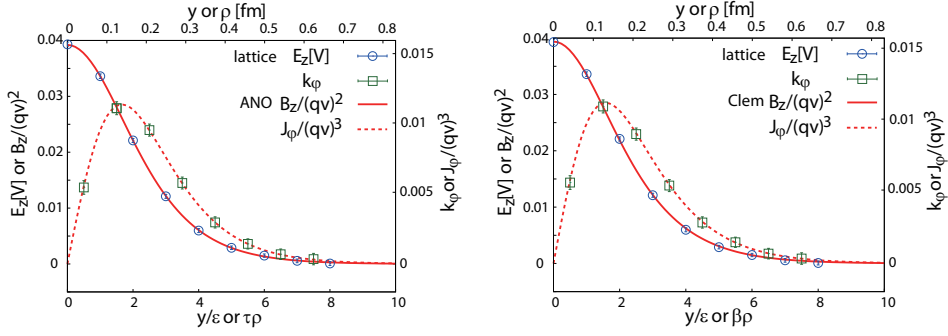 y or ρ [fm]
0 0.1 0.2 0.3 0.4 0.5 0.6 0.7 0.8
0.04
0.03
0.02
0.01
0
0.015
0.01
0.005
0
lattice E_z[V]
k_φ
ANO B_z/(qv)^2
J_φ/(qv)^3
E_z[V] or B_z/(qv)^2
k_φ or J_φ/(qv)^3
0 2 4 6 8 10
y/ε or τρ
y or ρ [fm]
0 0.1 0.2 0.3 0.4 0.5 0.6 0.7 0.8
0.04
0.03
0.02
0.01
0
0.015
0.01
0.005
0
lattice E_z[V]
k_φ
Clem B_z/(qv)^2
J_φ/(qv)^3
E_z[V] or B_z/(qv)^2
k_φ or J_φ/(qv)^3
0 2 4 6 8 10
y/ε or βρ